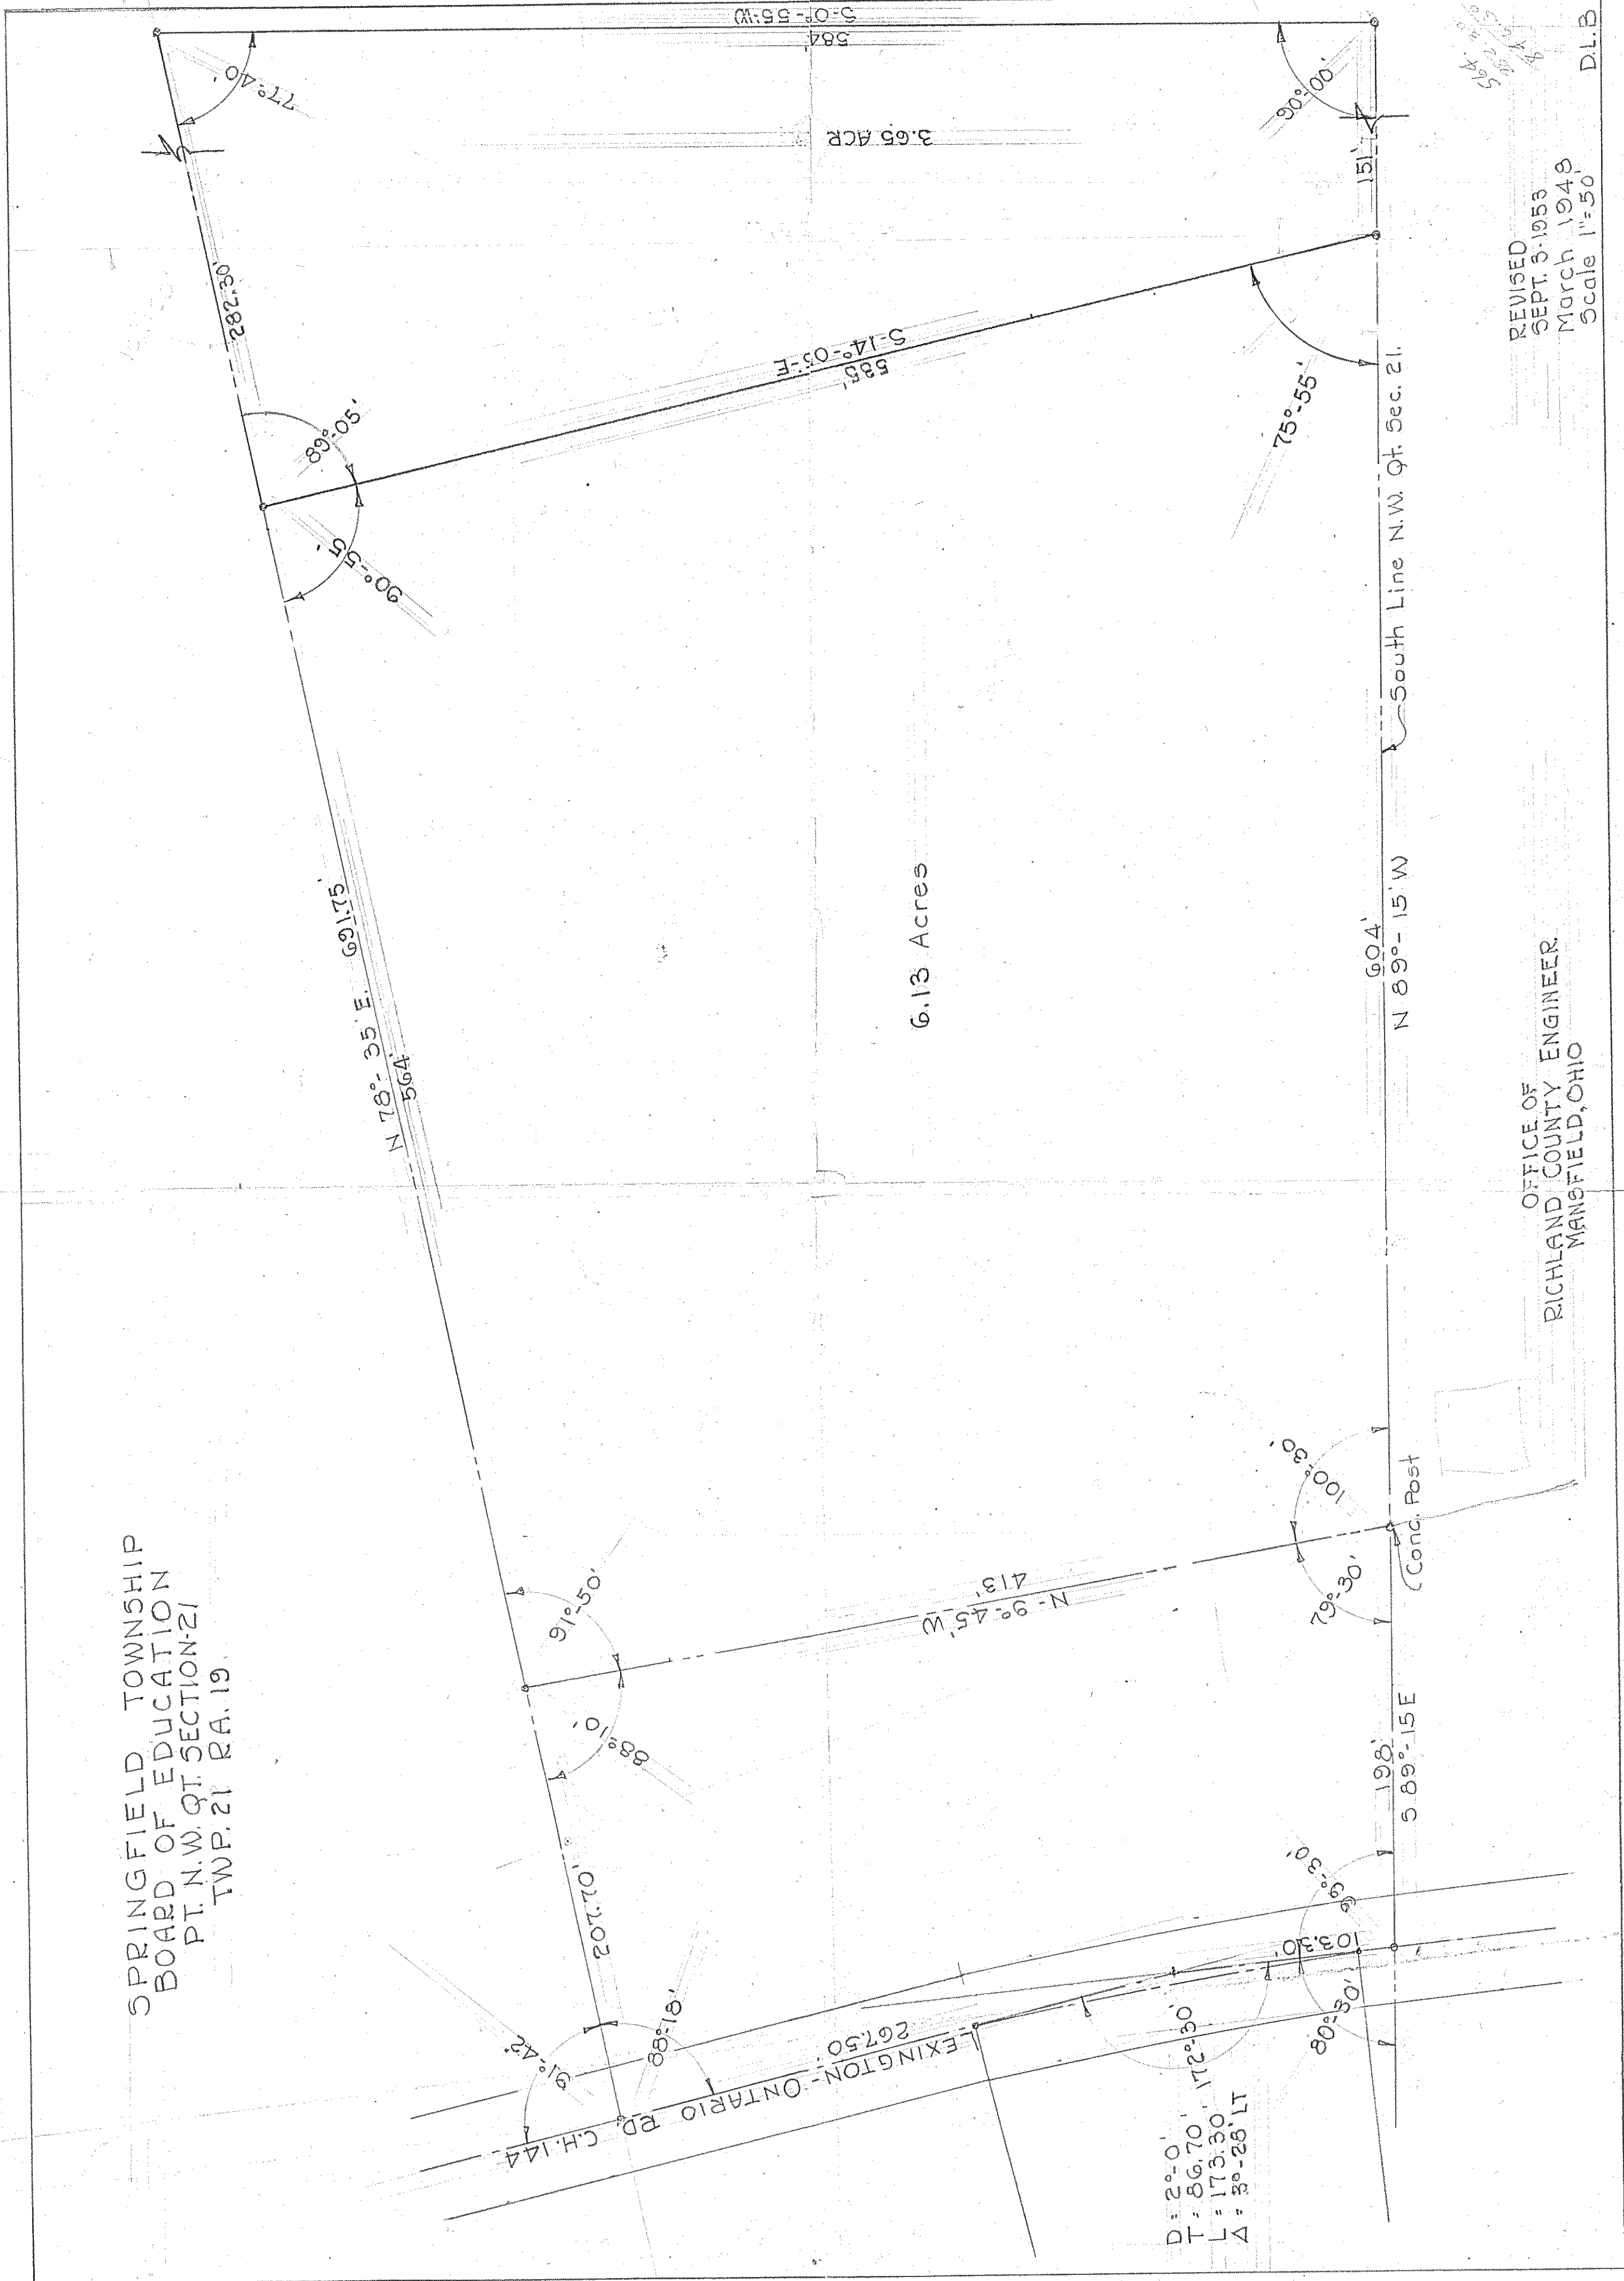 SPRINGFIELD TOWNSHIP
BOARD OF EDUCATION
PT. N.W. QT. SECTION-21
TWP. 21 RA. 19
N 78°-35' E. 691.75'
564'
282.30'
77°-40'
S-0°-55'-W
584'
3.65 ACR
90°-00'
151'
89°-05'
90°-55'
S-14°-05'-E
535'
75°-55'
6.13 Acres
South Line N.W. Qt. Sec. 21.
604'
N 89°-15' W
91°-50'
88°-10'
N-9°-45' W
413'
100°-30'
79°-30'
Conc. Post
198'
S 89°-15 E
207.70'
91°-42'
88°-18'
C.H. 144 LEXINGTON-ONTARIO RD.
267.50'
103.30'
99°-30'
80°-30'
172°-30'
D = 2°-0'
T = 86.70'
L = 173.30'
Δ = 3°-28' LT
OFFICE OF
RICHLAND COUNTY ENGINEER
MANSFIELD, OHIO
REVISED
SEPT. 3-1953
March 1948
Scale 1"=50'
D.L.B